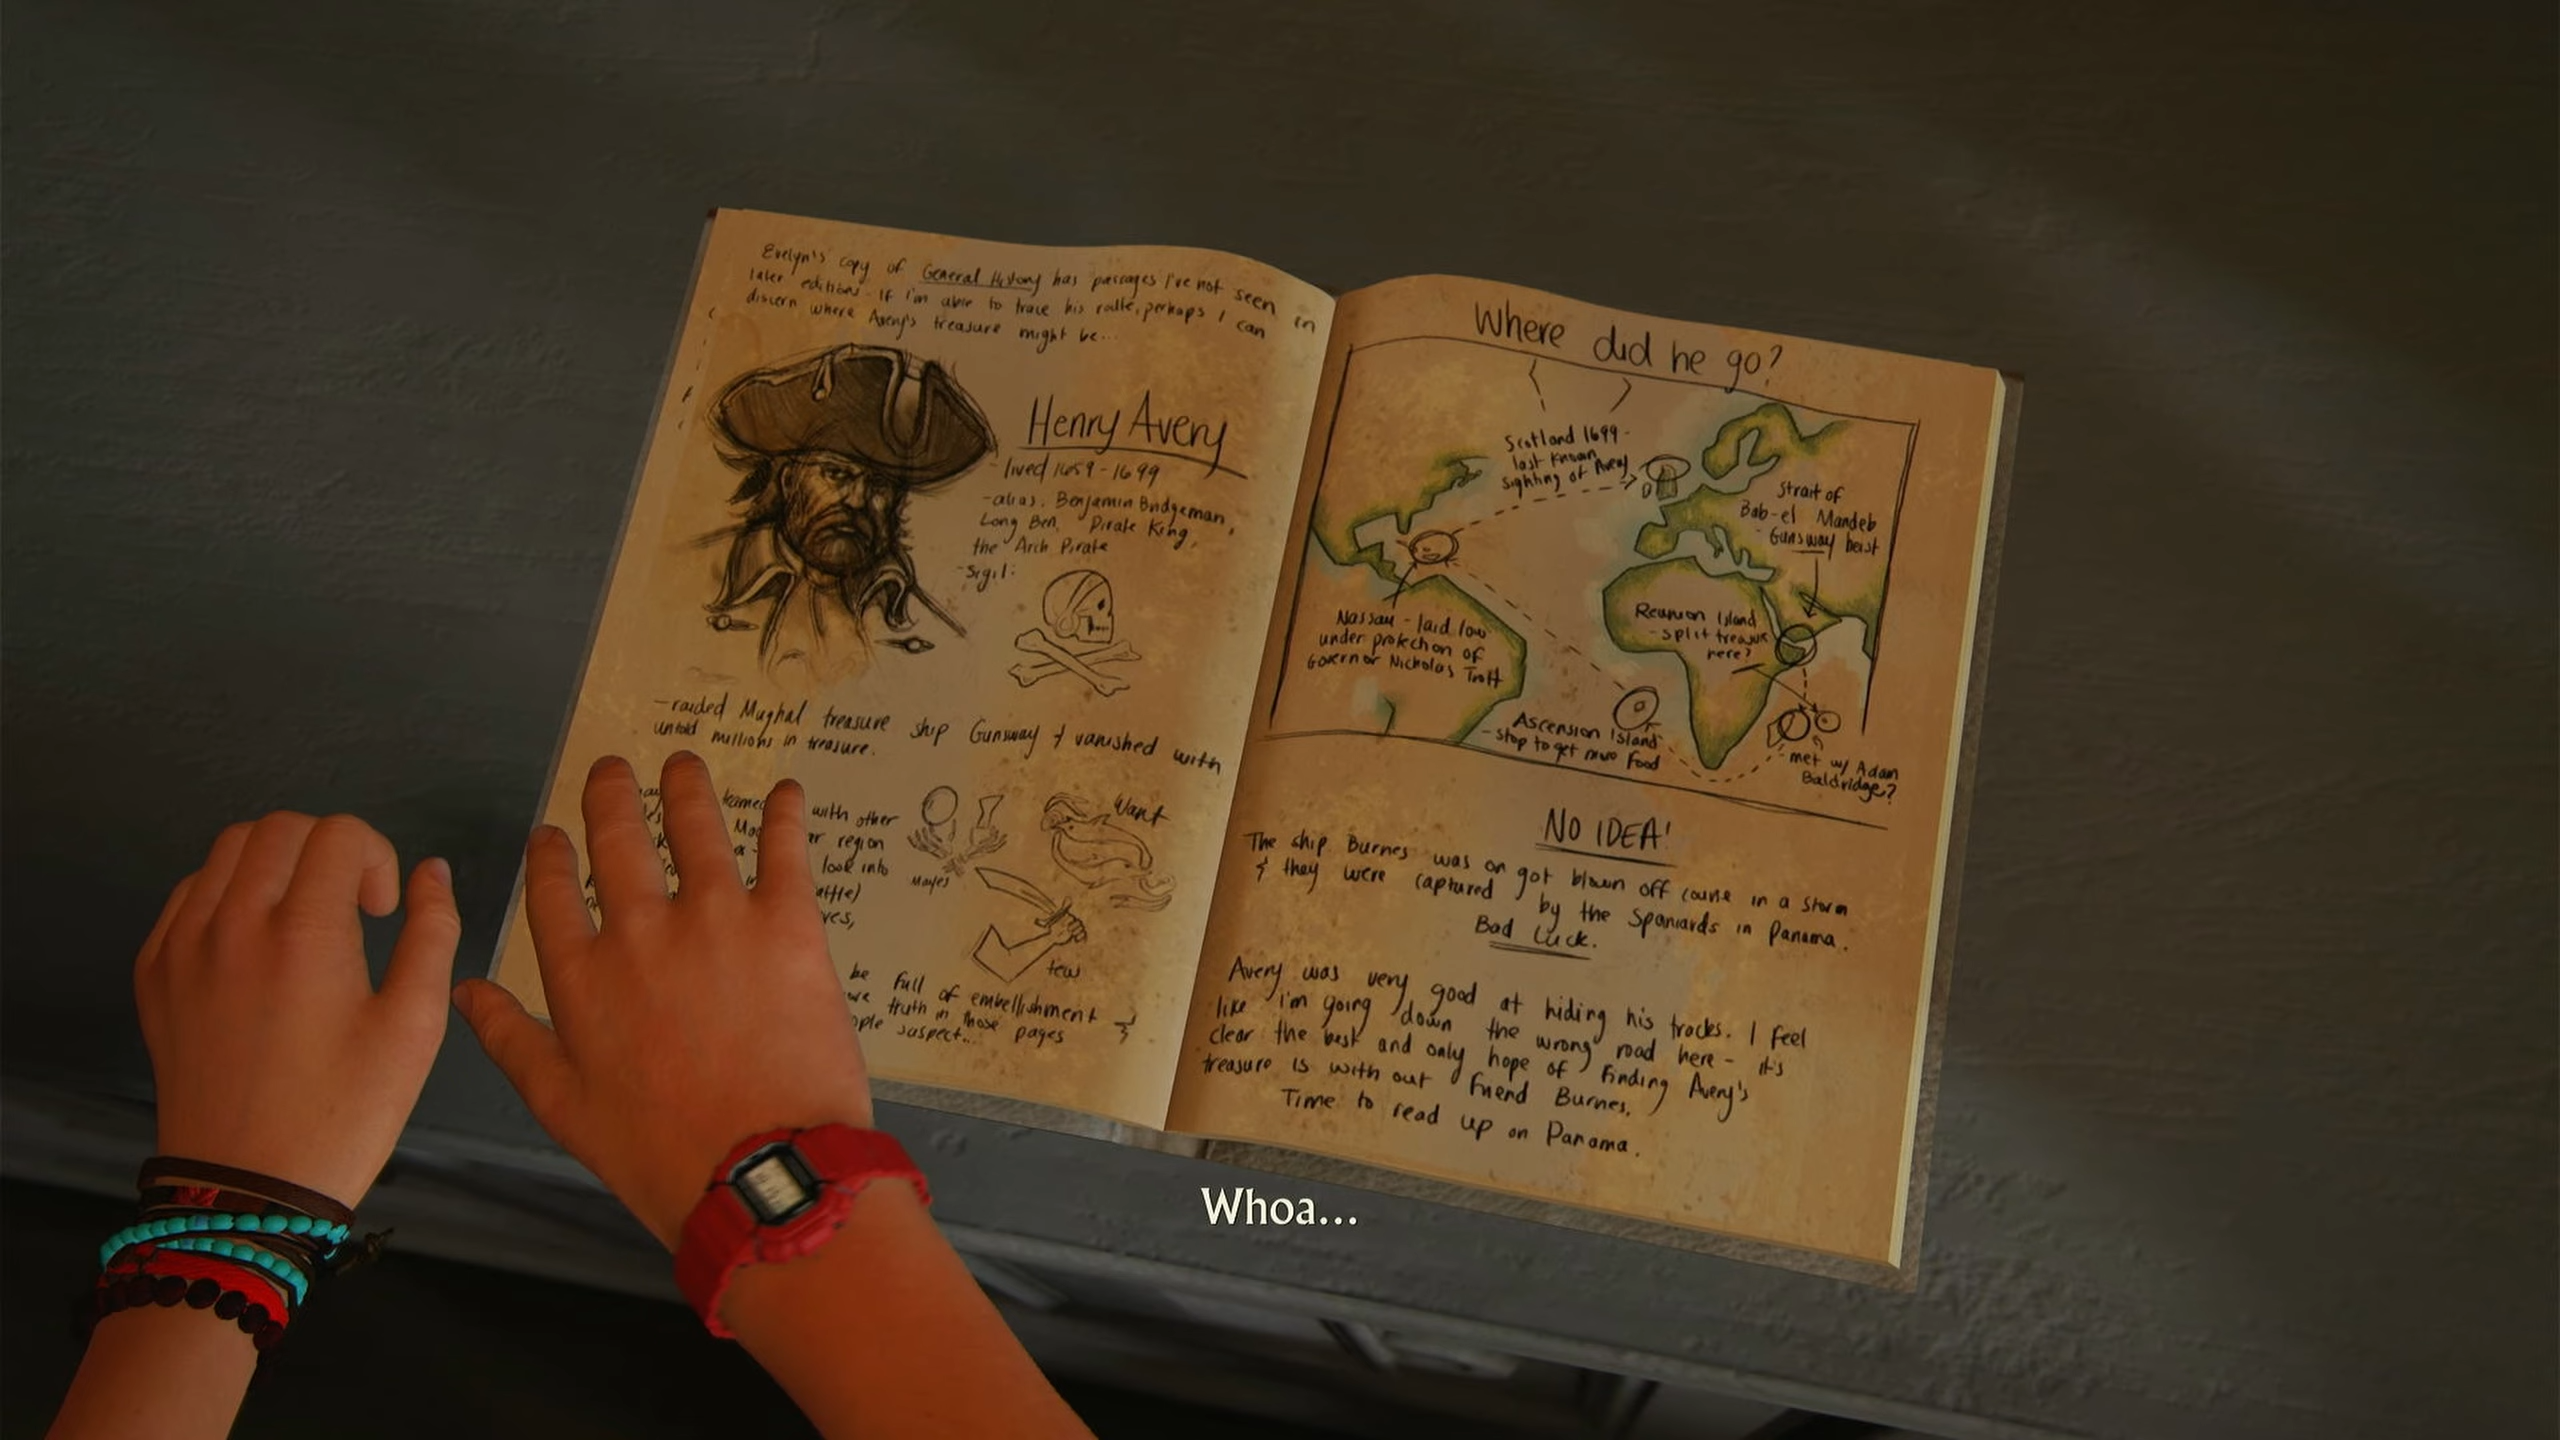 Evelyn's copy of General History has passages I've not seen in
later editions - If I'm able to trace his route, perhaps I can
discern where Avery's treasure might be...
Henry Avery
- lived 1659 - 1699
- alias. Benjamin Bridgeman,
Long Ben, Pirate King,
the Arch Pirate
- Sigil:
- raided Mughal treasure ship Gunsway & vanished with
untold millions in treasure.
teamed with other
region
look into
Mayes
Want
Tew
be full of embellishment &
truth in those pages
suspect...
Where did he go?
Scotland 1699 -
last known
sighting of Avery
Strait of
Bab-el Mandeb
- Gunsway heist
Reunion Island
- split treasure
here?
Nassau - laid low
under protection of
Governor Nicholas Trott
Ascension Island
- stop to get more food
met w/ Adam
Baldridge?
NO IDEA!
The ship Burnes was on got blown off course in a storm
& they were captured by the Spaniards in Panama.
Bad Luck.
Avery was very good at hiding his tracks. I feel
like I'm going down the wrong road here - it's
clear the best and only hope of finding Avery's
treasure is with our friend Burnes.
Time to read up on Panama.
Whoa...